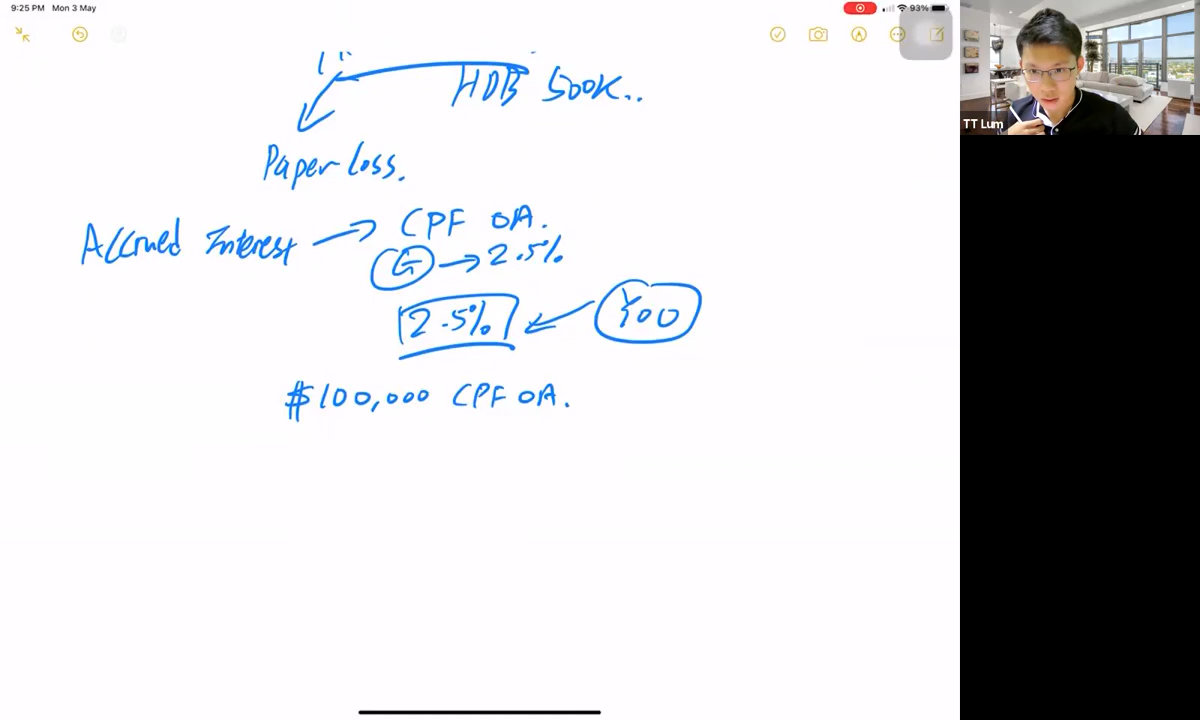 9:25 PM Mon 3 May
93%
HDB 500K..
Paper loss.
Accrued Interest → CPF OA.
G → 2.5%
2.5% ← You
$100,000 CPF OA.
TT Lum